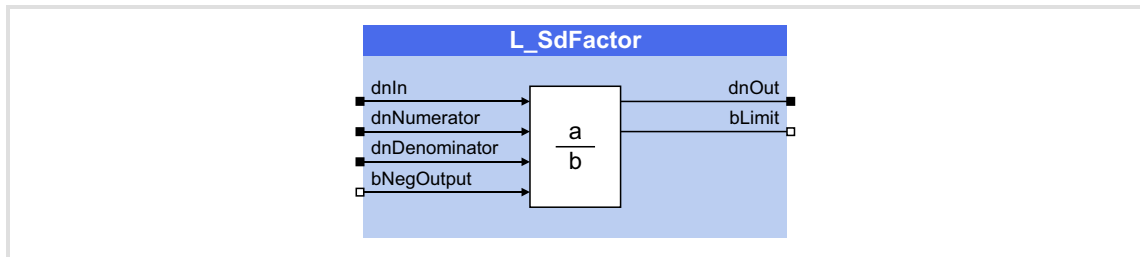 L_SdFactor
dnIn
dnOut
dnNumerator
bLimit
a
b
dnDenominator
bNegOutput